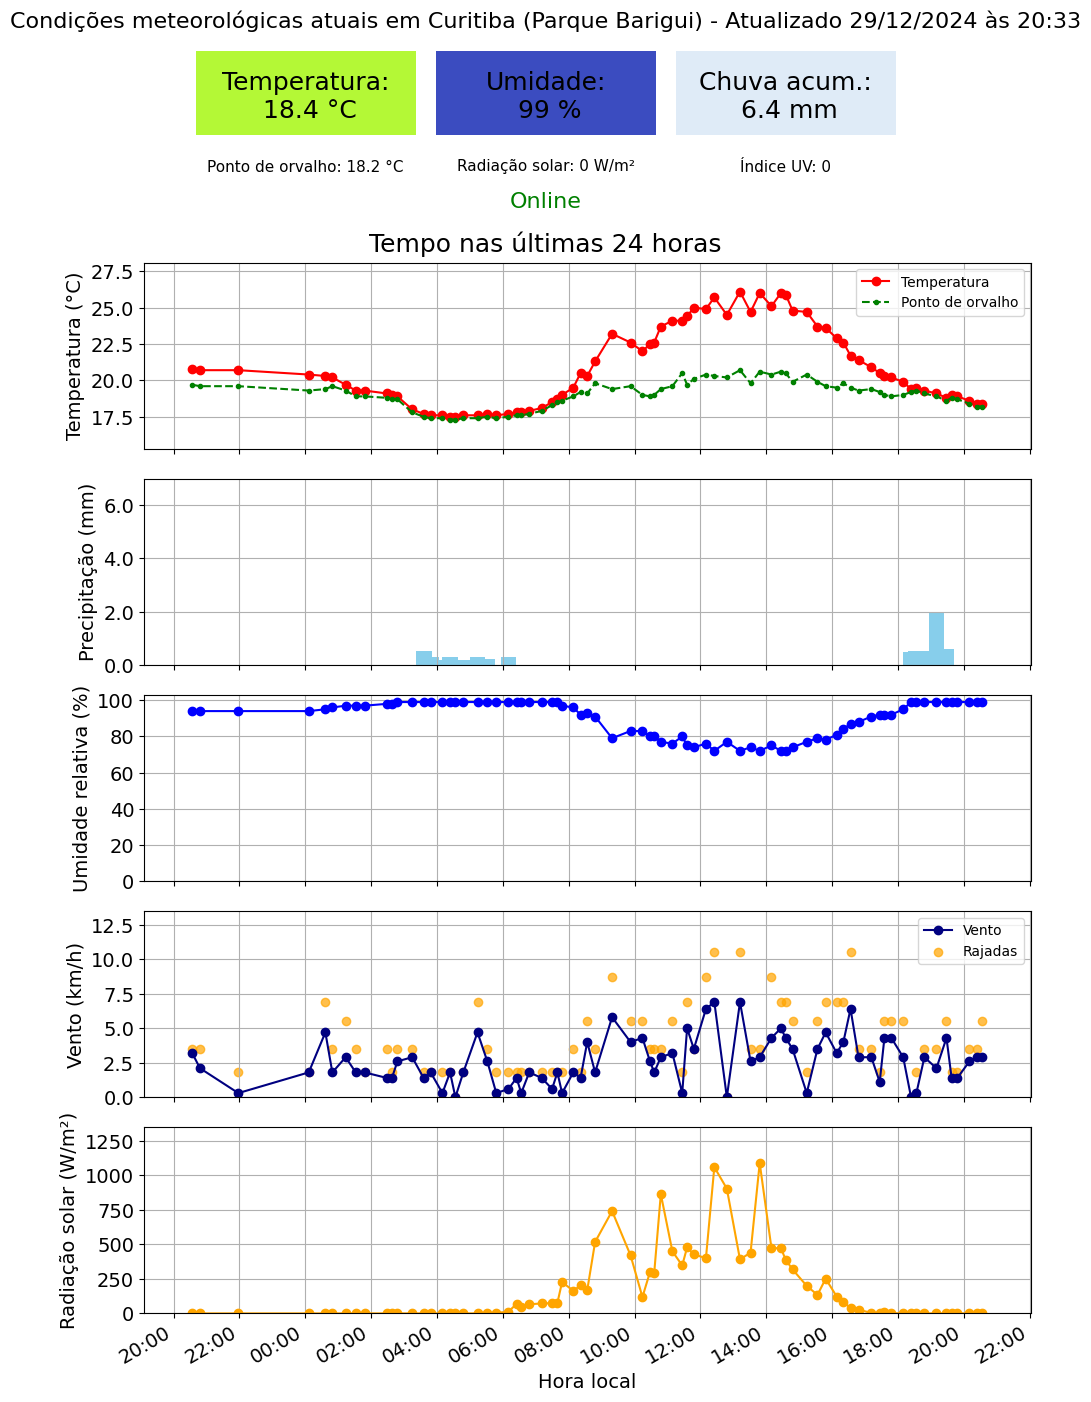 Condições meteorológicas atuais em Curitiba (Parque Barigui) - Atualizado 29/12/2024 às 20:33
Temperatura:
18.4 °C
Umidade:
99 %
Chuva acum.:
6.4 mm
Ponto de orvalho: 18.2 °C
Radiação solar: 0 W/m²
Índice UV: 0
Online
Tempo nas últimas 24 horas
Temperatura (°C)
27.5
25.0
22.5
20.0
17.5
Temperatura
Ponto de orvalho
Precipitação (mm)
6.0
4.0
2.0
0.0
Umidade relativa (%)
100
80
60
40
20
0
Vento (km/h)
12.5
10.0
7.5
5.0
2.5
0.0
Vento
Rajadas
Radiação solar (W/m²)
1250
1000
750
500
250
0
20:00
22:00
00:00
02:00
04:00
06:00
08:00
10:00
12:00
14:00
16:00
18:00
20:00
22:00
Hora local